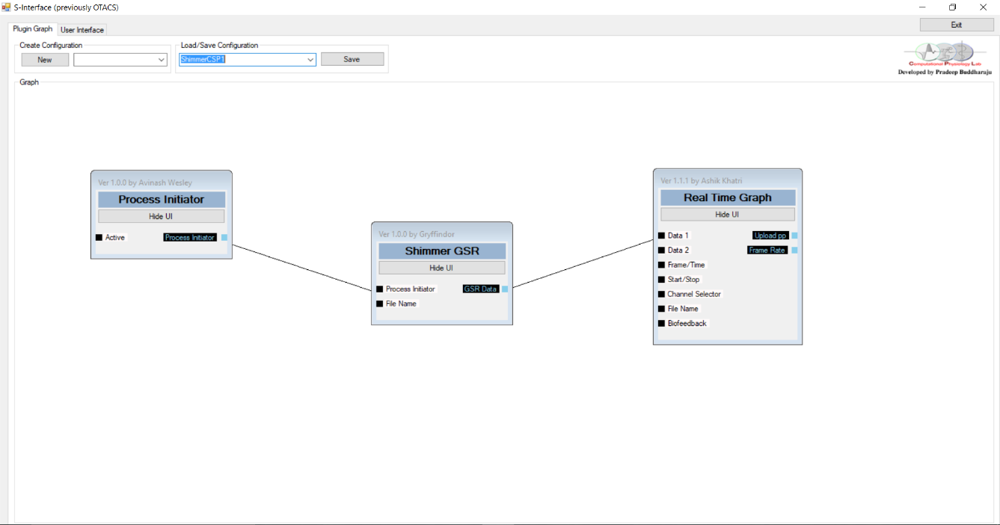 S-Interface (previously OTACS)
Exit
Plugin Graph
User Interface
Create Configuration
New
Load/Save Configuration
ShimmerCSP1
Save
Computational Physiology Lab
Developed by Pradeep Buddharaju
Graph
Ver 1.0.0 by Avinash Wesley
Process Initiator
Hide UI
Active
Process Initiator
Ver 1.0.0 by Gryffindor
Shimmer GSR
Hide UI
Process Initiator
GSR Data
File Name
Ver 1.1.1 by Ashik Khatri
Real Time Graph
Hide UI
Data 1
Upload pp
Data 2
Frame Rate
Frame/Time
Start/Stop
Channel Selector
File Name
Biofeedback